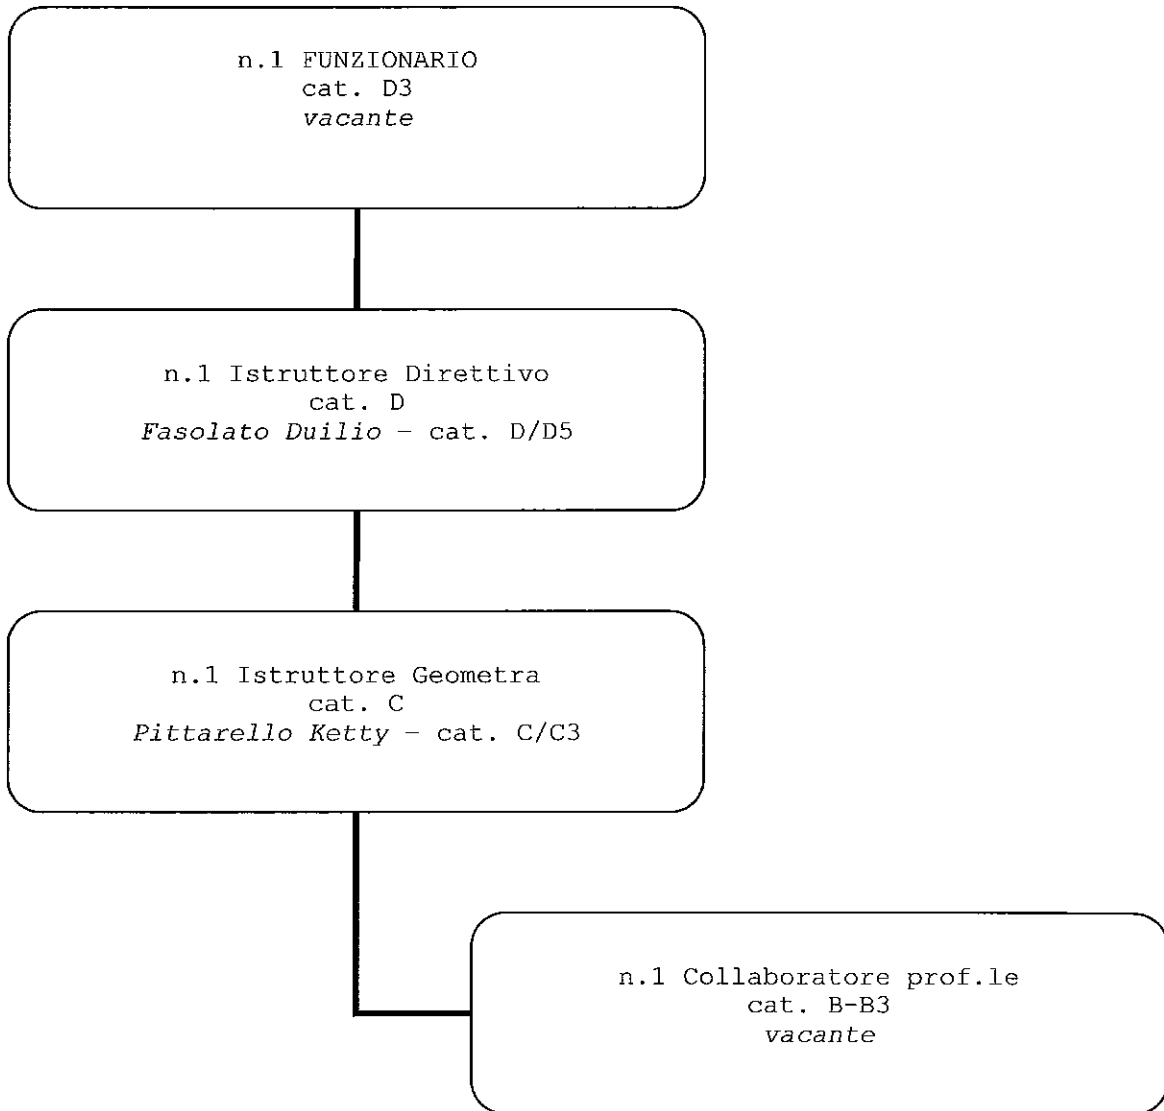 n.1 FUNZIONARIO
cat. D3
vacante
n.1 Istruttore Direttivo
cat. D
Fasolato Duilio – cat. D/D5
n.1 Istruttore Geometra
cat. C
Pittarello Ketty – cat. C/C3
n.1 Collaboratore prof.le
cat. B-B3
vacante